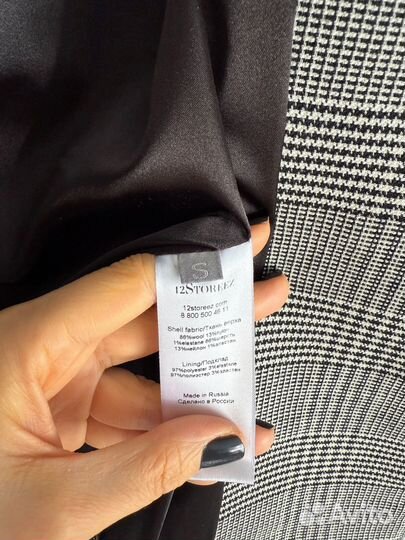 S
12STOREEZ
12storeez.com
8 800 500 46 11
Shell fabric/Ткань верха
86%wool 13%nylon
1%elestane 86%шерсть
13%нейлон 1%эластан
Lining/Подклад
97%polyester 3%elastane
97%полиэстер 3%эластан
Made in Russia
Сделано в России
Avito